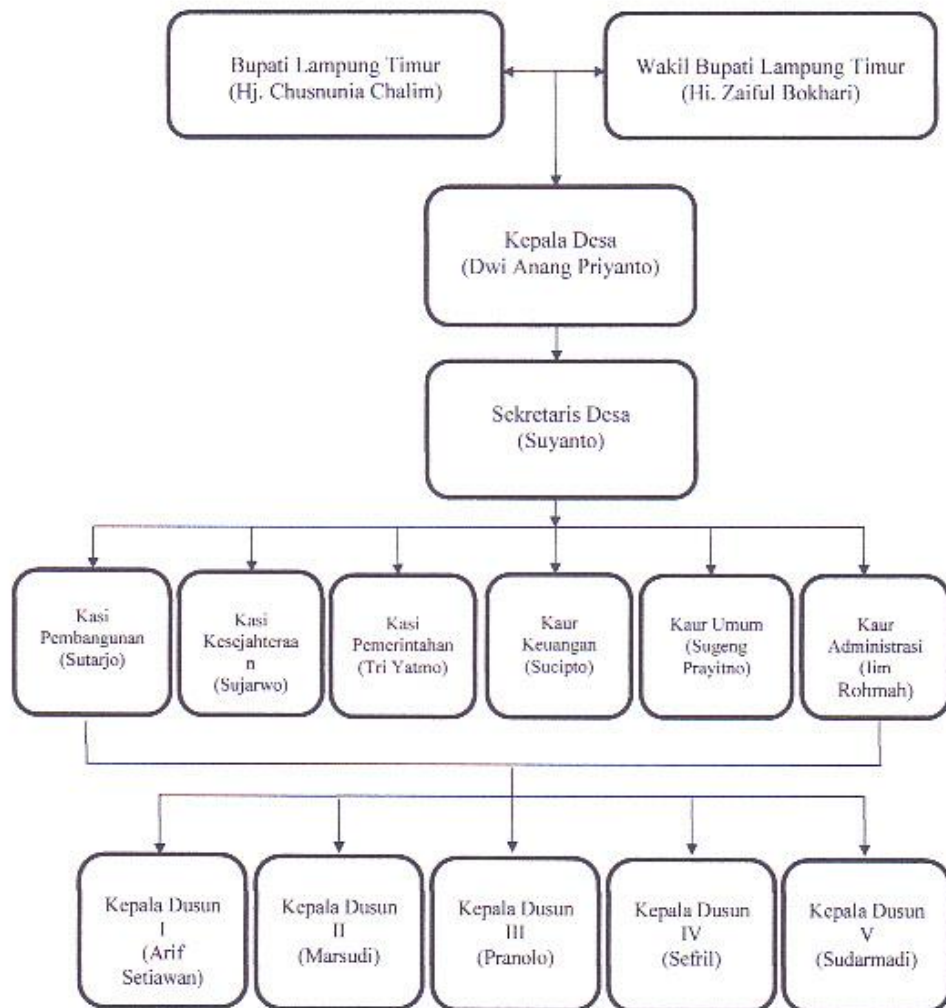 Bupati Lampung Timur
(Hj. Chusnunia Chalim)
Wakil Bupati Lampung Timur
(Hi. Zaiful Bokhari)
Kepala Desa
(Dwi Anang Priyanto)
Sekretaris Desa
(Suyanto)
Kasi
Pembangunan
(Sutarjo)
Kasi
Kesejahteraa
n
(Sujarwo)
Kasi
Pemerintahan
(Tri Yatmo)
Kaur
Keuangan
(Sucipto)
Kaur Umum
(Sugeng
Prayitno)
Kaur
Administrasi
(Iim
Rohmah)
Kepala Dusun
I
(Arif
Setiawan)
Kepala Dusun
II
(Marsudi)
Kepala Dusun
III
(Pranolo)
Kepala Dusun
IV
(Sefril)
Kepala Dusun
V
(Sudarmadi)